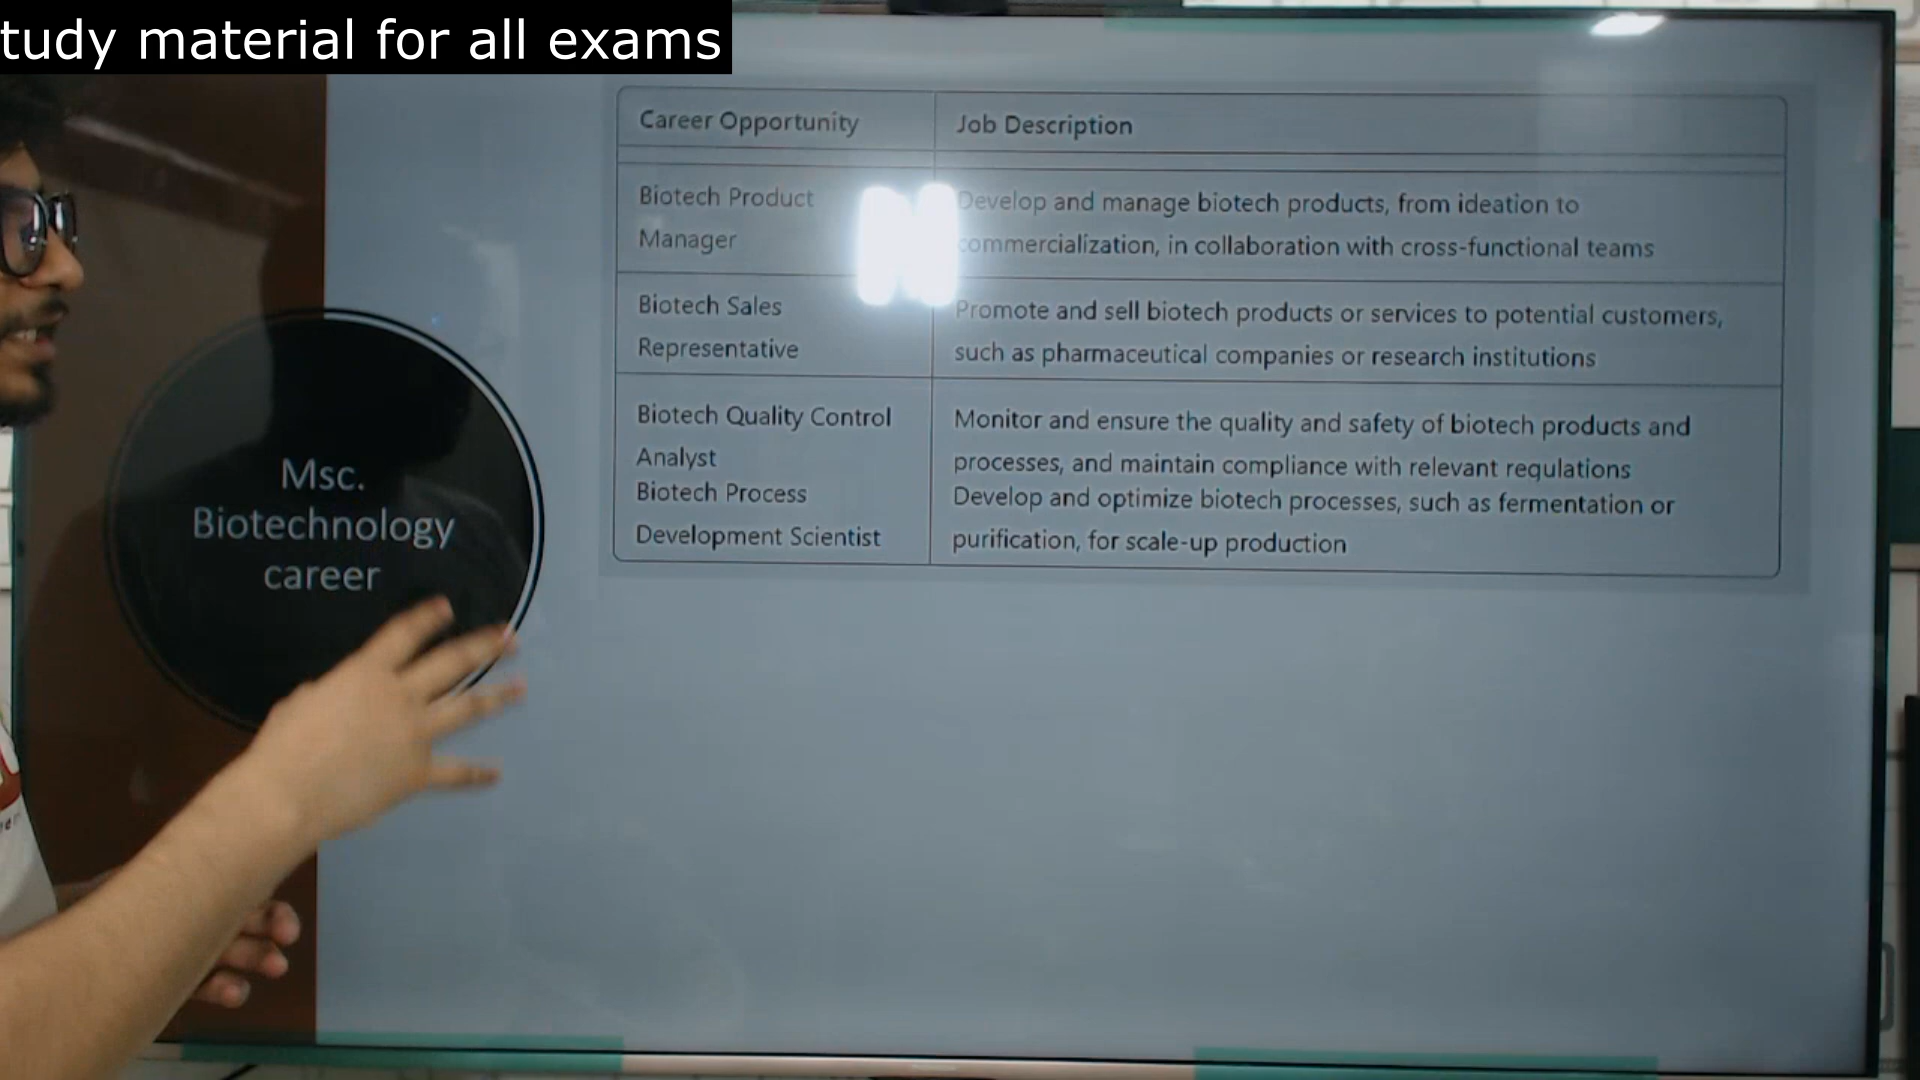 tudy material for all exams
Career Opportunity
Job Description
Biotech Product
Manager
Develop and manage biotech products, from ideation to
commercialization, in collaboration with cross-functional teams
Biotech Sales
Representative
Promote and sell biotech products or services to potential customers,
such as pharmaceutical companies or research institutions
Biotech Quality Control
Analyst
Monitor and ensure the quality and safety of biotech products and
processes, and maintain compliance with relevant regulations
Biotech Process
Development Scientist
Develop and optimize biotech processes, such as fermentation or
purification, for scale-up production
Msc.
Biotechnology
career